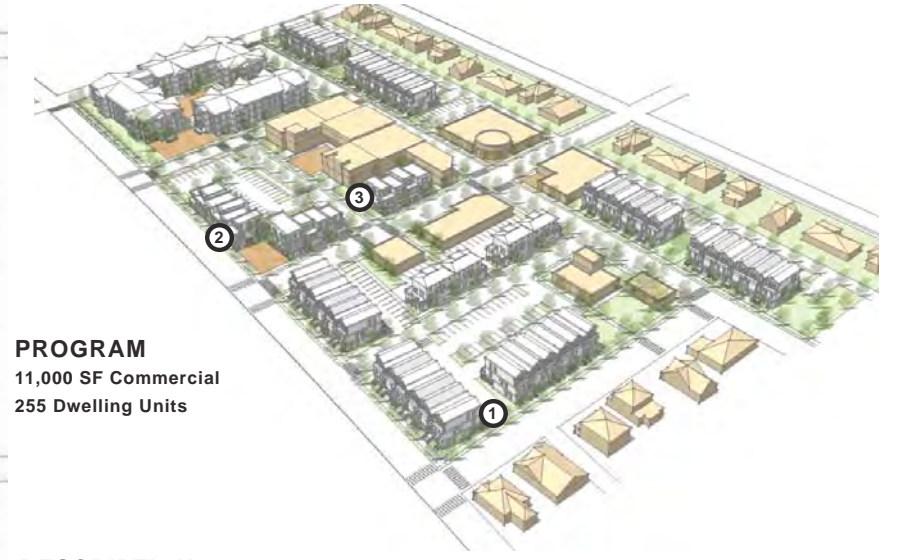 3
2
PROGRAM
11,000 SF Commercial
255 Dwelling Units
1